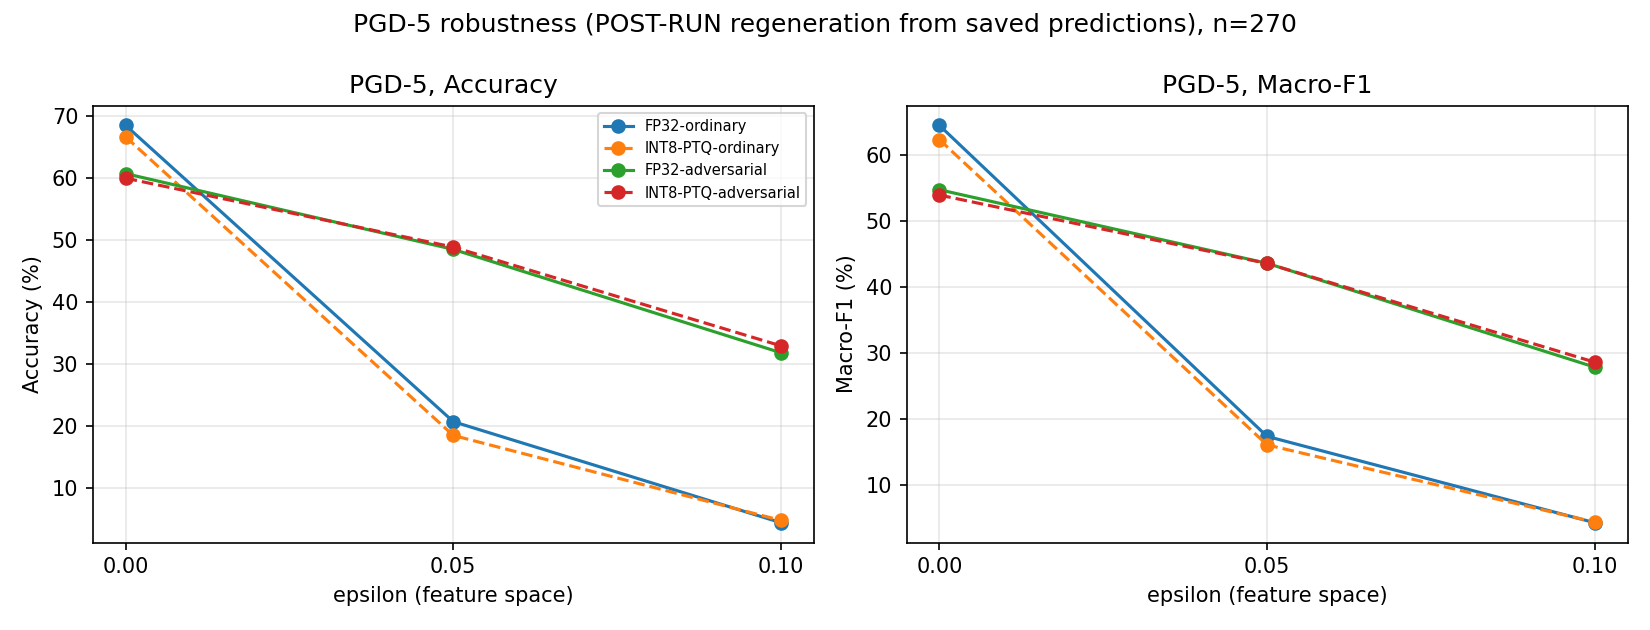 PGD-5 robustness (POST-RUN regeneration from saved predictions), n=270
PGD-5, Accuracy
70
60
50
40
30
20
10
Accuracy (%)
FP32-ordinary
INT8-PTQ-ordinary
FP32-adversarial
INT8-PTQ-adversarial
0.00 0.05 0.10
epsilon (feature space)
PGD-5, Macro-F1
60
50
40
30
20
10
Macro-F1 (%)
0.00 0.05 0.10
epsilon (feature space)